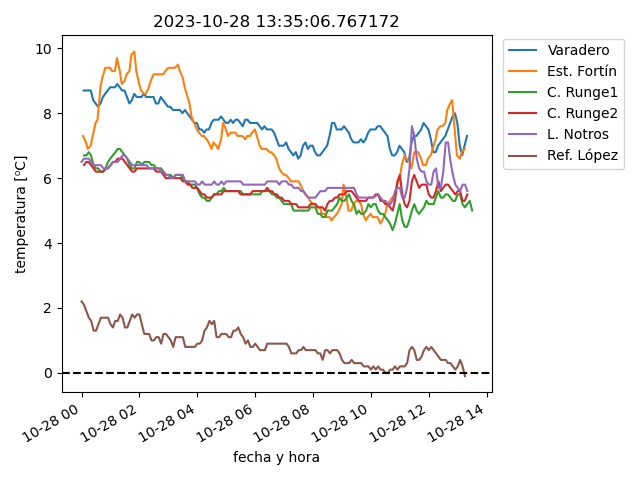 2023-10-28 13:35:06.767172
temperatura [ºC]
10
8
6
4
2
0
10-28 00
10-28 02
10-28 04
10-28 06
10-28 08
10-28 10
10-28 12
10-28 14
fecha y hora
Varadero
Est. Fortín
C. Runge1
C. Runge2
L. Notros
Ref. López